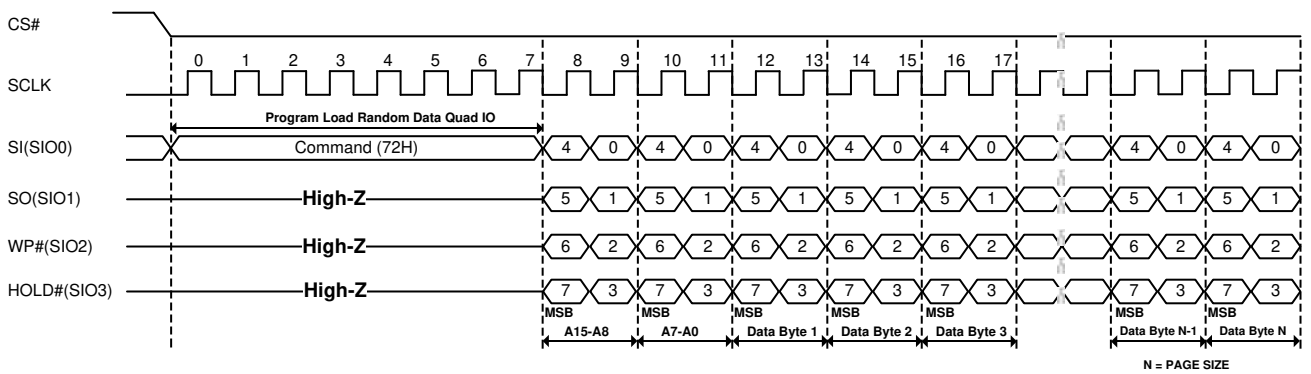 CS#
0 1 2 3 4 5 6 7 8 9 10 11 12 13 14 15 16 17
SCLK
Program Load Random Data Quad IO
SI(SIO0) Command (72H) 4 0 4 0 4 0 4 0 4 0 4 0 4 0
SO(SIO1) High-Z 5 1 5 1 5 1 5 1 5 1 5 1 5 1
WP#(SIO2) High-Z 6 2 6 2 6 2 6 2 6 2 6 2 6 2
HOLD#(SIO3) High-Z 7 3 7 3 7 3 7 3 7 3 7 3 7 3
MSB MSB MSB MSB MSB MSB MSB
A15-A8 A7-A0 Data Byte 1 Data Byte 2 Data Byte 3 Data Byte N-1 Data Byte N
N = PAGE SIZE